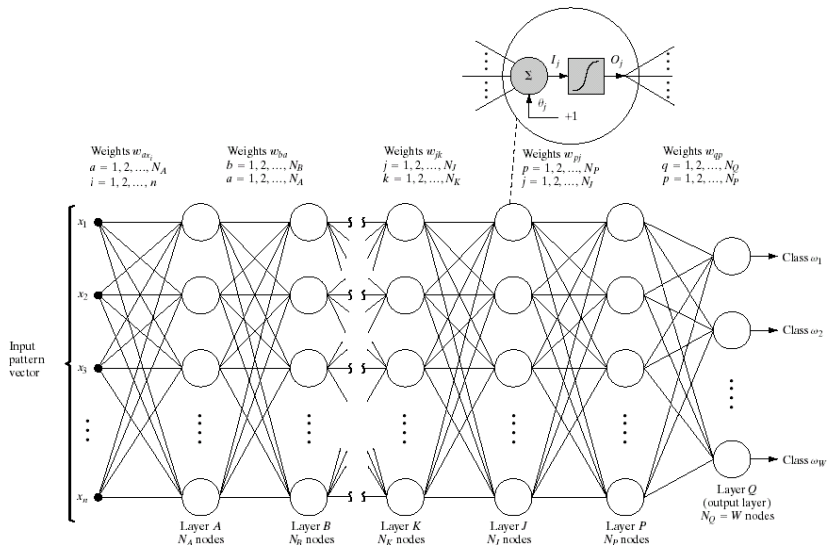 I_j
O_j
Σ
θ_j
+1
Weights w_{ax_i}
a = 1, 2, ..., N_A
i = 1, 2, ..., n
Weights w_{ba}
b = 1, 2, ..., N_B
a = 1, 2, ..., N_A
Weights w_{jk}
j = 1, 2, ..., N_J
k = 1, 2, ..., N_K
Weights w_{pj}
p = 1, 2, ..., N_P
j = 1, 2, ..., N_J
Weights w_{qp}
q = 1, 2, ..., N_Q
p = 1, 2, ..., N_P
x_1
x_2
x_3
x_n
Input
pattern
vector
Class ω_1
Class ω_2
Class ω_W
Layer A
N_A nodes
Layer B
N_B nodes
Layer K
N_K nodes
Layer J
N_J nodes
Layer P
N_P nodes
Layer Q
(output layer)
N_Q = W nodes